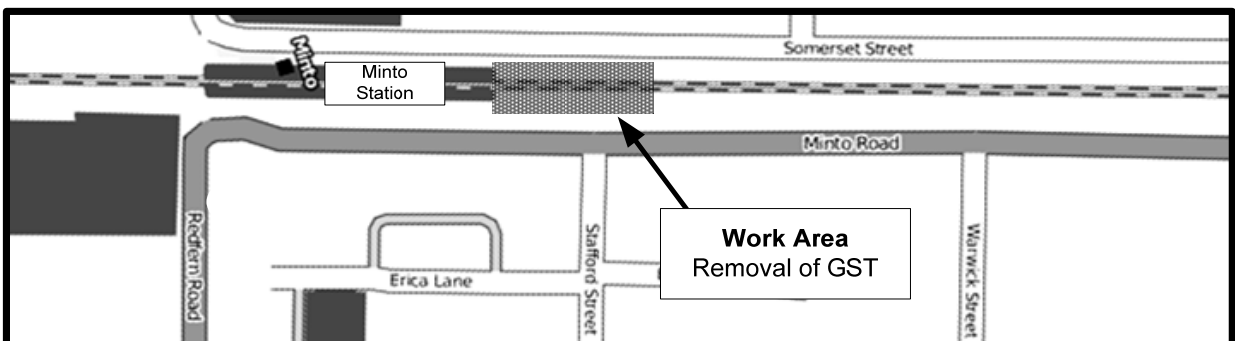 Somerset Street
Minto
Minto
Station
Minto Road
Redfern Road
Stafford Street
Warwick Street
Erica Lane
Work Area
Removal of GST